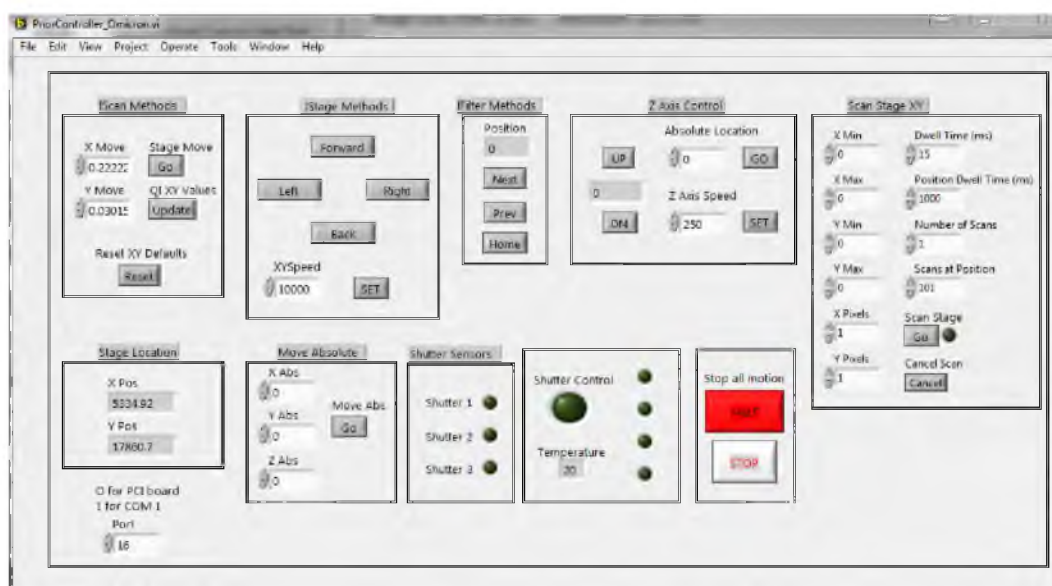 PriorController_Omicron.vi
File Edit View Project Operate Tools Window Help
Scan Methods
X Move Stage Move
0.22222 Go
Y Move QI XY Values
0.03015 Update
Reset XY Defaults
Reset
Stage Methods
Forward
Left Right
Back
XYSpeed
10000 SET
Filter Methods
Position
0
Next
Prev
Home
Z Axis Control
Absolute Location
UP 0 GO
0 Z Axis Speed
DN 250 SET
Scan Stage XY
X Min Dwell Time (ms)
0 15
X Max Position Dwell Time (ms)
0 1000
Y Min Number of Scans
0 1
Y Max Scans at Position
0 101
X Pixels Scan Stage
1 Go
Y Pixels Cancel Scan
1 Cancel
Stage Location
X Pos
5334.92
Y Pos
17860.7
Move Absolute
X Abs
0
Y Abs Move Abs
0 Go
Z Abs
0
Shutter Sensors
Shutter 1
Shutter 2
Shutter 3
Shutter Control
Temperature
20
Stop all motion
STOP
O for PCI board
1 for COM 1
Port
16